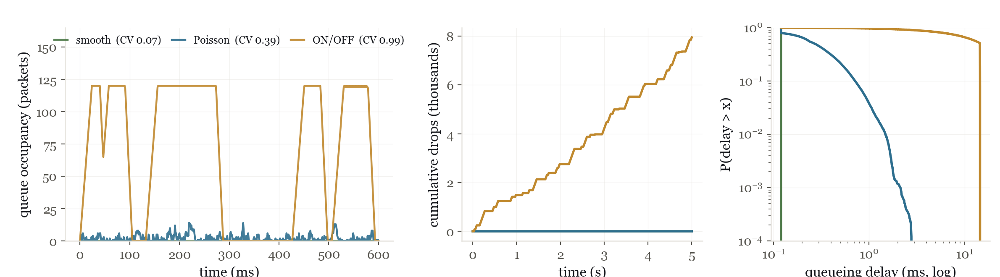 smooth (CV 0.07) Poisson (CV 0.39) ON/OFF (CV 0.99)
queue occupancy (packets)
150
125
100
75
50
25
0
0 100 200 300 400 500 600
time (ms)
cumulative drops (thousands)
8
6
4
2
0
0 1 2 3 4 5
time (s)
P(delay > x)
10⁰
10⁻¹
10⁻²
10⁻³
10⁻⁴
10⁻¹ 10⁰ 10¹
queueing delay (ms, log)